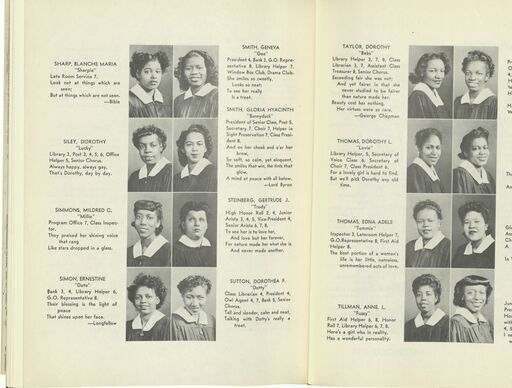 SHARP, BLANCHE MARIA
"Sharpie"
Late Room Service 7.
Look not at things which are
seen;
But at things which are not seen.
—Bible
SILEY, DOROTHY
"Lucky"
Library 3, Post 3, 4, 5, 6, Office
Helper 5, Senior Chorus.
Always happy, always gay,
That's Dorothy, day by day.
SIMMONS, MILDRED C.
"Millie"
Program Office 7, Class Inspec-
tor.
They praised her shining voice
that rang
Like stars dropped in a glass.
SIMON, ERNESTINE
Bank 3, 4, Library Helper 6,
G.O. Representative 8.
Their blessing is the light of
peace
That shines upon her face.
—Longfellow
SMITH, GENEVA
"Gee"
President 4, Bank 3, G.O. Repre-
sentative 8, Library Helper 7,
Window Box Club, Drama Club.
She smiles so sweetly,
Looks so neat;
To see her really
Is a treat.
SMITH, GLORIA HYACINTH
"Bunnyduck"
President of Senior Class, Post 5,
Secretary 7, Choir 7, Helper in
Sight Preservation 7, Class Presi-
dent 8.
And on her cheek and o'er her
brow,
So soft, so calm, yet eloquent,
The smiles that win, the tints that
glow,
A mind at peace with all below.
—Lord Byron
STEINBERG, GERTRUDE J.
"Trudy"
High Honor Roll 2, 4, Junior
Arista 3, 4, 5, Vice-President 4,
Senior Arista 6, 7, 8.
To see her is to love her,
And love but her forever,
For nature made her what she is
And never made another.
SUTTON, DOROTHEA F.
"Dotty"
Class Librarian 4, President 4,
Owl Agent 4, 7, Bank 5, Senior
Chorus.
Tall and slender, calm and neat,
Talking with Dotty's really a
treat.
TAYLOR, DOROTHY
"Bebs"
Library Helper 3, 7, 8, Class
Librarian 3, 7, Assistant Class
Treasurer 8, Senior Chorus.
Exceeding fair she was not;
And yet fairer in that she
never studied to be fairer
than nature made her.
Beauty cost her nothing,
Her virtues were so rare.
—George Chapman
THOMAS, DOROTHY L.
"Lovie"
Library Helper, 5, Secretary of
Voice Class 6, Secretary of
Choir 7, Class President 6.
For a lovely girl is hard to find,
But we'll pick Dorothy any old
time.
THOMAS, EDNA ADELE
"Tommie"
Inspector 3, Lateroom Helper 7,
G.O. Representative 8, First Aid
Helper 8.
The best portion of a woman's
life is her little, nameless,
unremembered acts of love.
TILLMAN, ANNE, L.
"Fuzzy"
First Aid Helper 6, 8, Honor
Roll 7, Library Helper 6, 7, 8.
Here's a girl who in reality,
Has a wonderful personality.